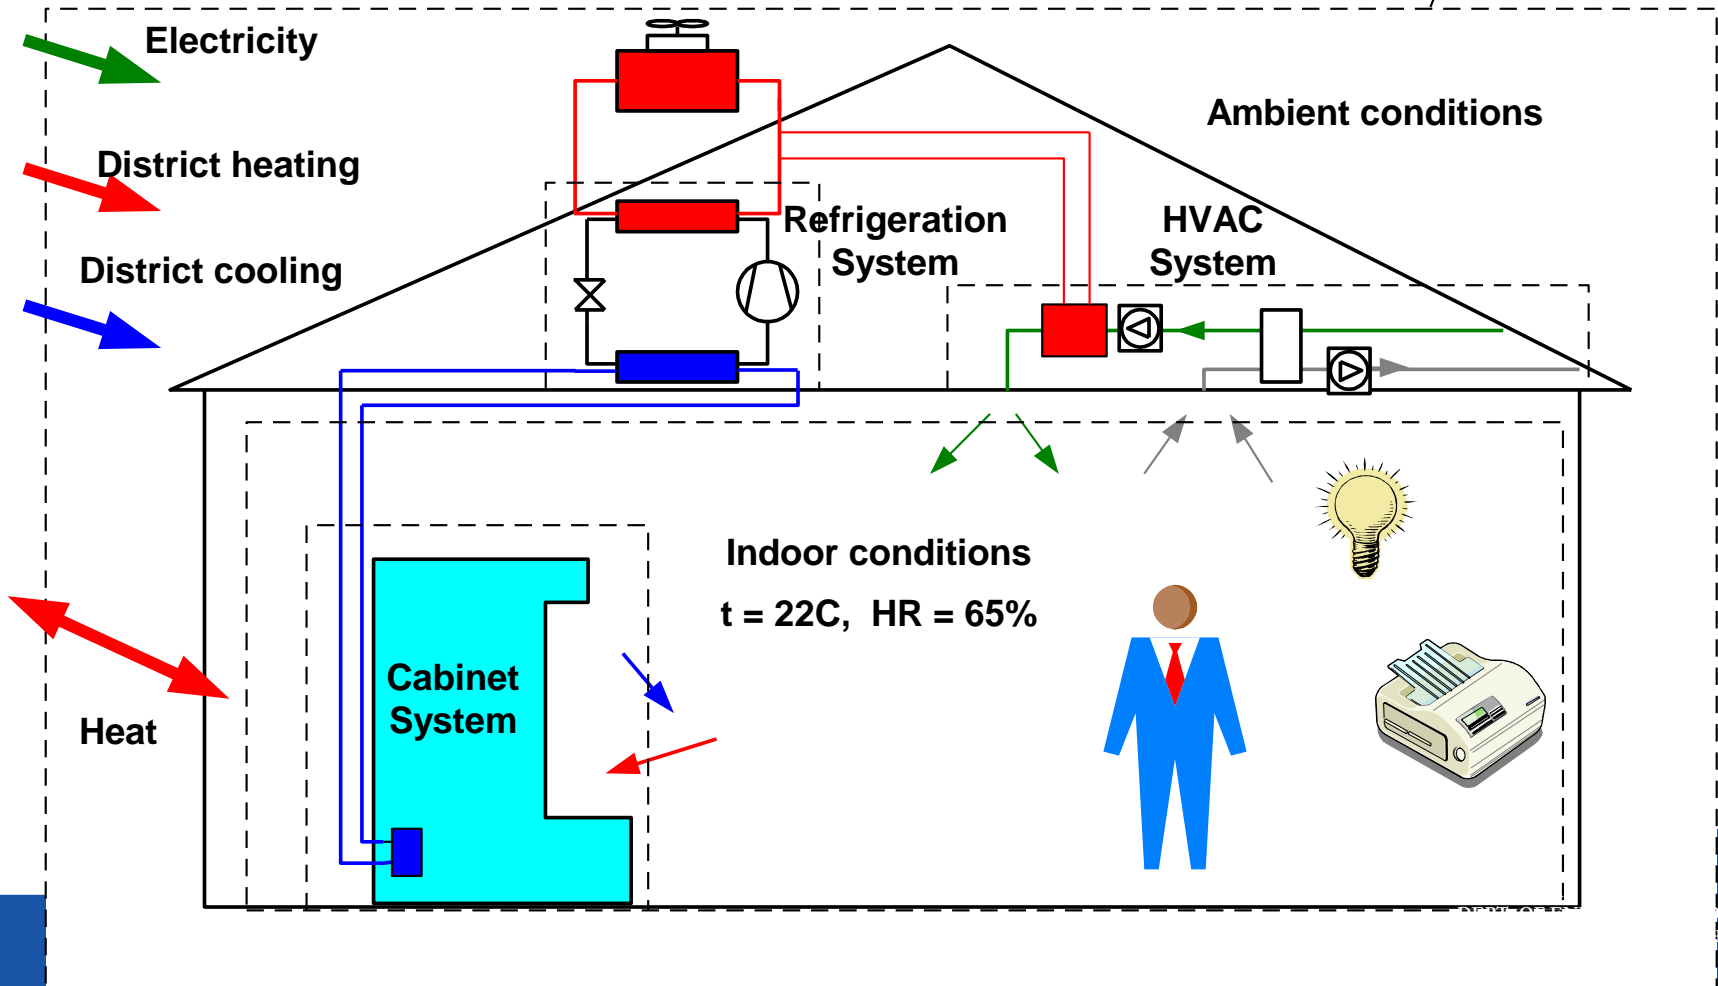 Electricity
Ambient conditions
District heating
Refrigeration
System
HVAC
System
District cooling
Indoor conditions
t = 22C, HR = 65%
Cabinet
System
Heat